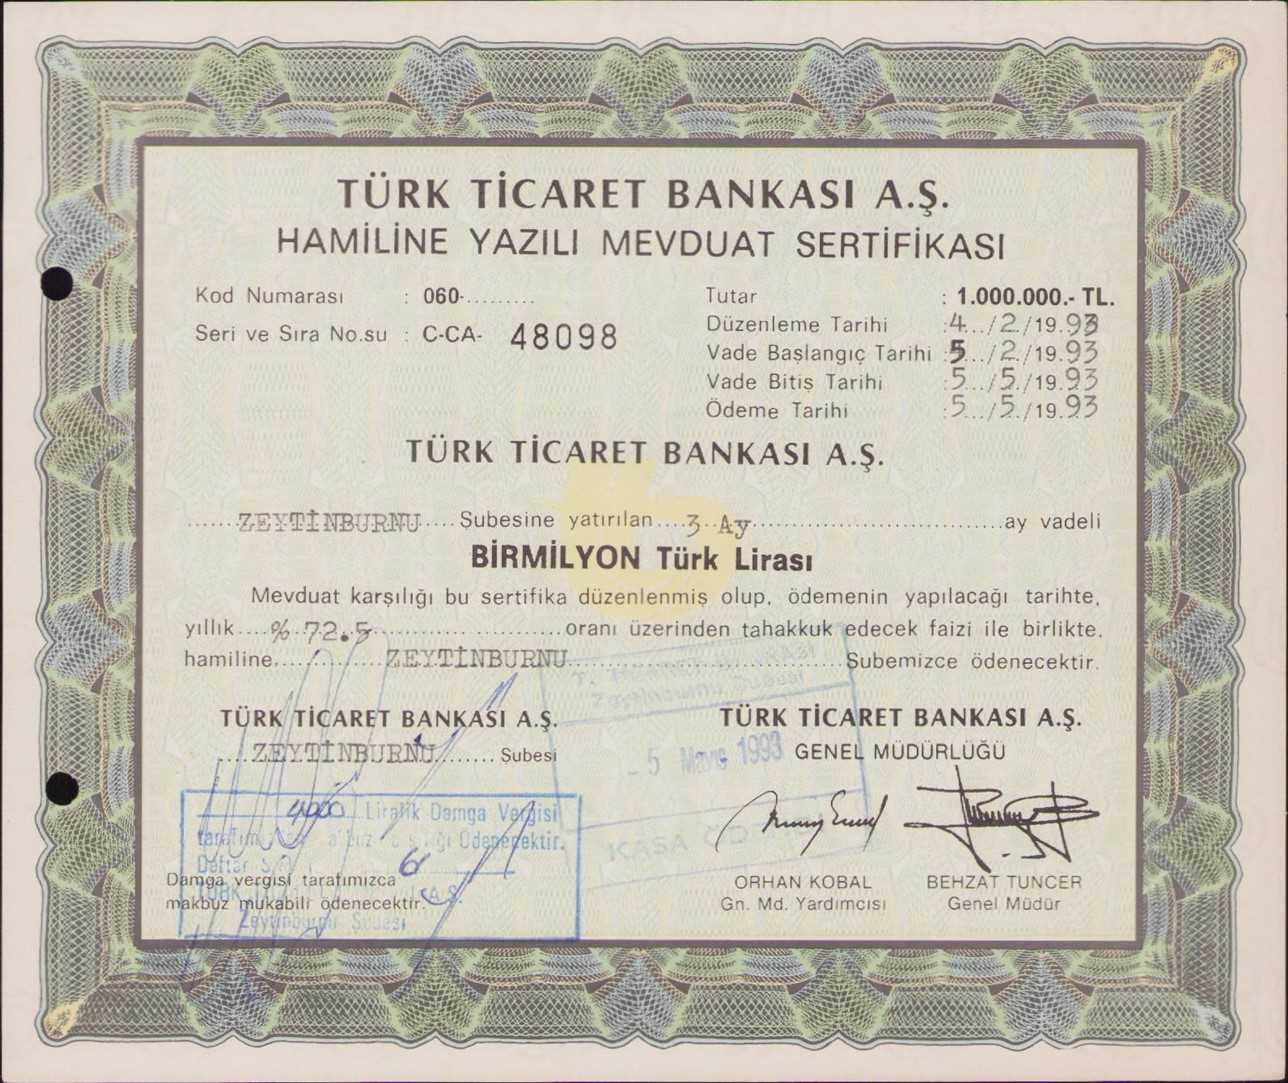 TÜRK TİCARET BANKASI A.Ş.
HAMİLİNE YAZILI MEVDUAT SERTİFİKASI
Kod Numarası : 060-.........
Tutar : 1.000.000.- TL.
Seri ve Sıra No.su : C-CA- 48098
Düzenleme Tarihi : 4.../2./19.93
Vade Başlangıç Tarihi : 5.../2./19.93
Vade Bitiş Tarihi : 5.../5./19.93
Ödeme Tarihi : 5.../5./19.93
TÜRK TİCARET BANKASI A.Ş.
......ZEYTİNBURNU.... Şubesine yatırılan....3..Ay..............................ay vadeli
BİRMİLYON Türk Lirası
Mevduat karşılığı bu sertifika düzenlenmiş olup, ödemenin yapılacağı tarihte,
yıllık....% 72.5......................oranı üzerinden tahakkuk edecek faizi ile birlikte,
hamiline..............ZEYTİNBURNU..............................Şubemizce ödenecektir.
TÜRK TİCARET BANKASI A.Ş.
....ZEYTİNBURNU....... Şubesi
TÜRK TİCARET BANKASI A.Ş.
GENEL MÜDÜRLÜĞÜ
5 Mayıs 1993
KASA
4000 Liralık Damga Vergisi
Ödenecektir.
Damga vergisi tarafımızca
makbuz mukabili ödenecektir.
Zeytinburnu Şubesi
ORHAN KOBAL
Gn. Md. Yardımcısı
BEHZAT TUNCER
Genel Müdür